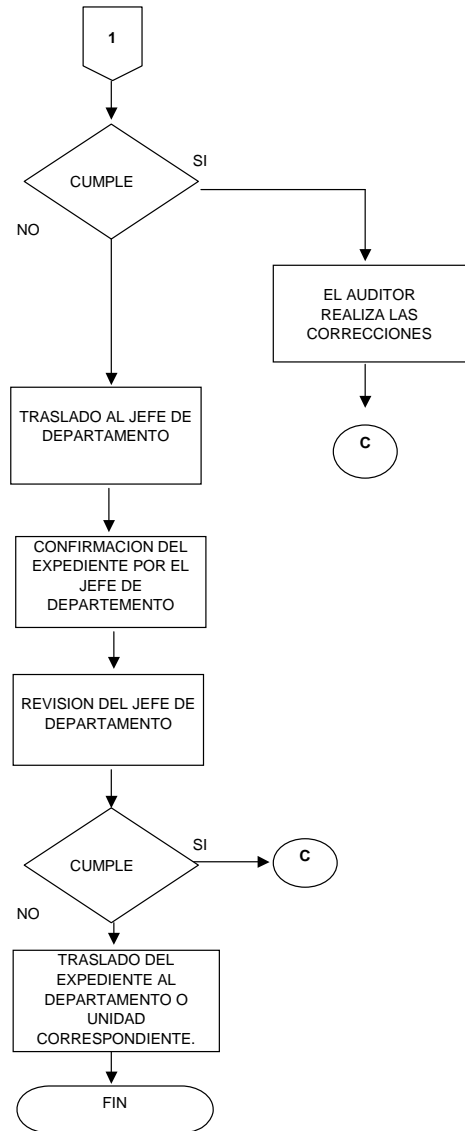 1
SI
CUMPLE
NO
EL AUDITOR
REALIZA LAS
CORRECCIONES
TRASLADO AL JEFE DE
DEPARTAMENTO
C
CONFIRMACION DEL
EXPEDIENTE POR EL
JEFE DE
DEPARTEMENTO
REVISION DEL JEFE DE
DEPARTAMENTO
SI
C
CUMPLE
NO
TRASLADO DEL
EXPEDIENTE AL
DEPARTAMENTO O
UNIDAD
CORRESPONDIENTE.
FIN